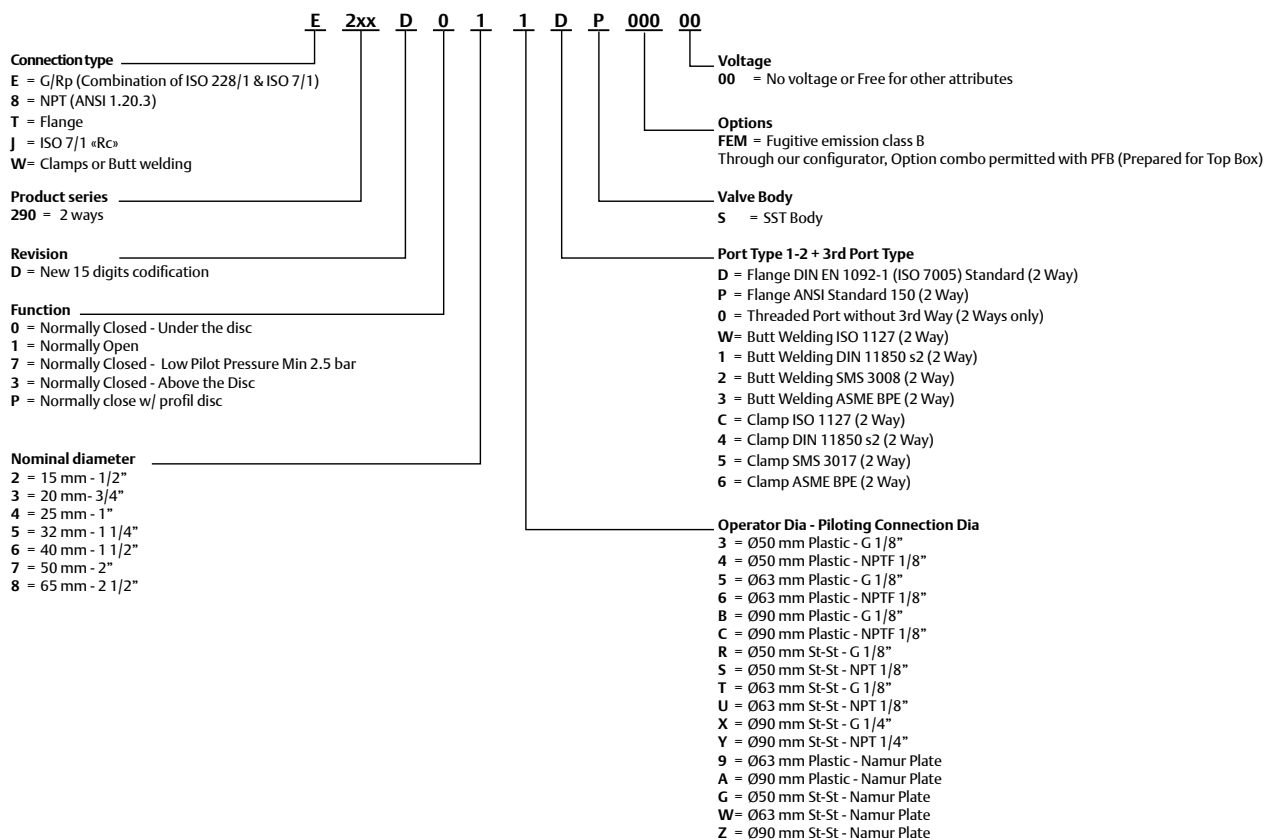 E 2xx D 0 1 1 D P 000 00
Connection type
E = G/Rp (Combination of ISO 228/1 & ISO 7/1)
8 = NPT (ANSI 1.20.3)
T = Flange
J = ISO 7/1 «Rc»
W= Clamps or Butt welding
Product series
290 = 2 ways
Revision
D = New 15 digits codification
Function
0 = Normally Closed - Under the disc
1 = Normally Open
7 = Normally Closed - Low Pilot Pressure Min 2.5 bar
3 = Normally Closed - Above the Disc
P = Normally close w/ profil disc
Nominal diameter
2 = 15 mm - 1/2”
3 = 20 mm- 3/4”
4 = 25 mm - 1”
5 = 32 mm - 1 1/4”
6 = 40 mm - 1 1/2”
7 = 50 mm - 2”
8 = 65 mm - 2 1/2”
Voltage
00 = No voltage or Free for other attributes
Options
FEM = Fugitive emission class B
Through our configurator, Option combo permitted with PFB (Prepared for Top Box)
Valve Body
S = SST Body
Port Type 1-2 + 3rd Port Type
D = Flange DIN EN 1092-1 (ISO 7005) Standard (2 Way)
P = Flange ANSI Standard 150 (2 Way)
0 = Threaded Port without 3rd Way (2 Ways only)
W= Butt Welding ISO 1127 (2 Way)
1 = Butt Welding DIN 11850 s2 (2 Way)
2 = Butt Welding SMS 3008 (2 Way)
3 = Butt Welding ASME BPE (2 Way)
C = Clamp ISO 1127 (2 Way)
4 = Clamp DIN 11850 s2 (2 Way)
5 = Clamp SMS 3017 (2 Way)
6 = Clamp ASME BPE (2 Way)
Operator Dia - Piloting Connection Dia
3 = Ø50 mm Plastic - G 1/8”
4 = Ø50 mm Plastic - NPTF 1/8”
5 = Ø63 mm Plastic - G 1/8”
6 = Ø63 mm Plastic - NPTF 1/8”
B = Ø90 mm Plastic - G 1/8”
C = Ø90 mm Plastic - NPTF 1/8”
R = Ø50 mm St-St - G 1/8”
S = Ø50 mm St-St - NPT 1/8”
T = Ø63 mm St-St - G 1/8”
U = Ø63 mm St-St - NPT 1/8”
X = Ø90 mm St-St - G 1/4”
Y = Ø90 mm St-St - NPT 1/4”
9 = Ø63 mm Plastic - Namur Plate
A = Ø90 mm Plastic - Namur Plate
G = Ø50 mm St-St - Namur Plate
W= Ø63 mm St-St - Namur Plate
Z = Ø90 mm St-St - Namur Plate